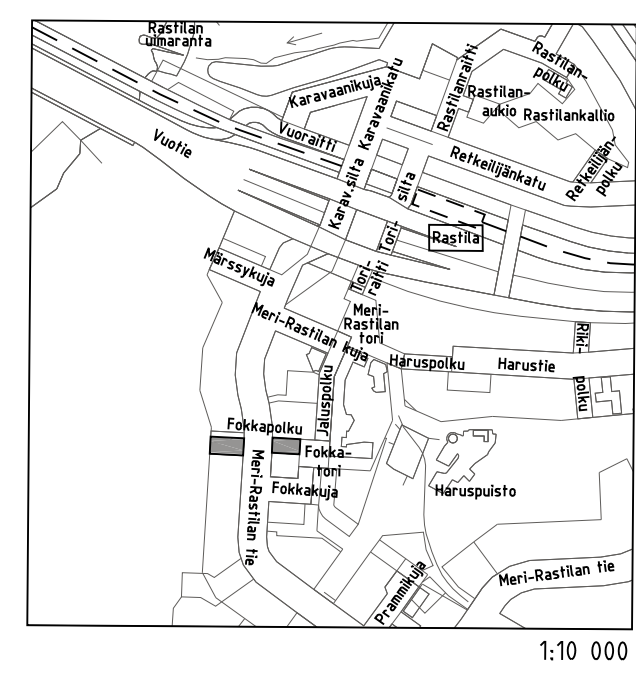 Rastilan
uimaranta
Karavaanikuja
Karavaanikatu
Rastilanraitti
Rastilan-
polku
Rastilan-
aukio
Rastilankallio
Vuoraitti
Vuotie
Retkeilijänkatu
Retkeilijän-
polku
Karav.silta
silta
Tori-
Rastila
Märssykuja
Tori-
raitti
Meri-
Rastilan
tori
Meri-Rastilan kuja
Haruspolku
Harustie
Riki-
polku
Jaluspolku
Fokkapolku
Fokka-
tori
Fokkakuja
Meri-Rastilan tie
Haruspuisto
Prammikuja
Meri-Rastilan tie
1:10 000